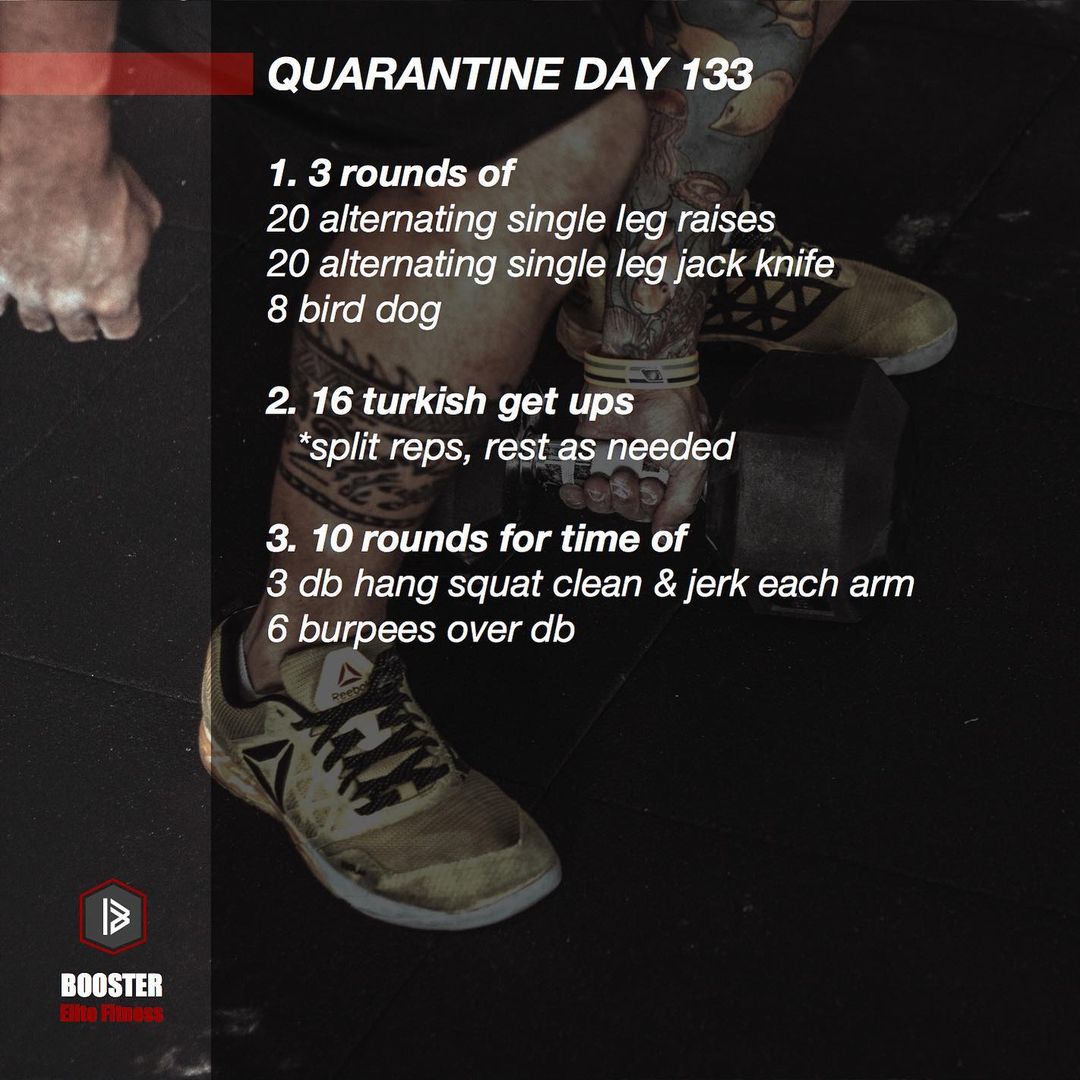 QUARANTINE DAY 133
1. 3 rounds of
20 alternating single leg raises
20 alternating single leg jack knife
8 bird dog
2. 16 turkish get ups
*split reps, rest as needed
3. 10 rounds for time of
3 db hang squat clean & jerk each arm
6 burpees over db
Reebok
B
BOOSTER
Elite Fitness